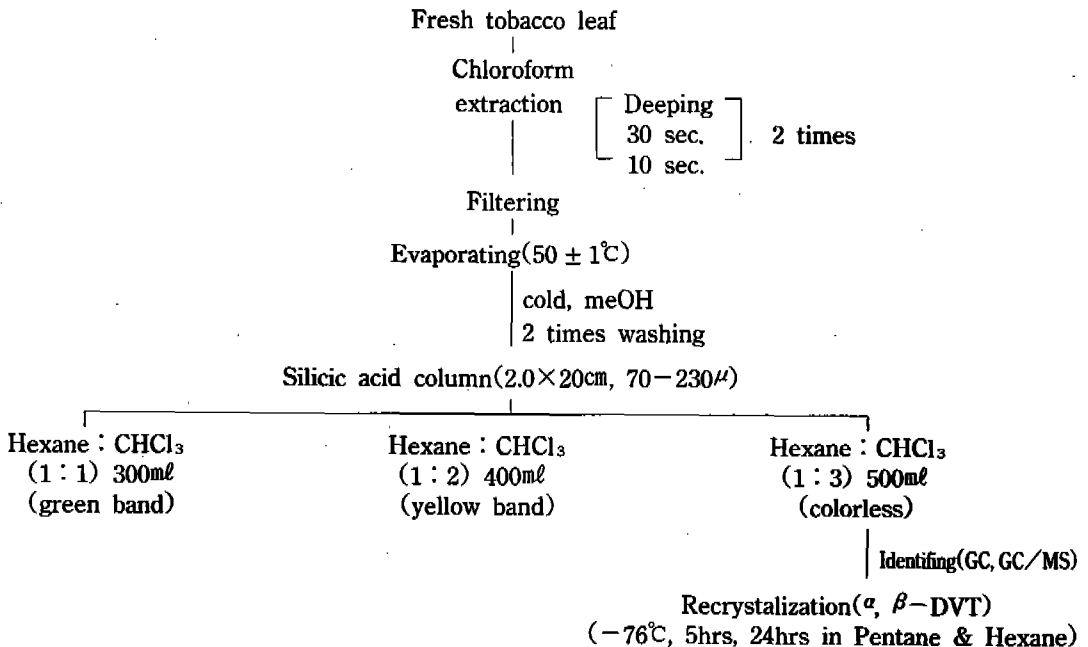 Fresh tobacco leaf
Chloroform
extraction
Deeping
30 sec.
10 sec.
2 times
Filtering
Evaporating(50 ± 1℃)
cold, meOH
2 times washing
Silicic acid column(2.0×20㎝, 70−230μ)
Hexane : CHCl₃
(1 : 1) 300㎖
(green band)
Hexane : CHCl₃
(1 : 2) 400㎖
(yellow band)
Hexane : CHCl₃
(1 : 3) 500㎖
(colorless)
Identifing(GC, GC/MS)
Recrystalization(α, β−DVT)
(−76℃, 5hrs, 24hrs in Pentane & Hexane)